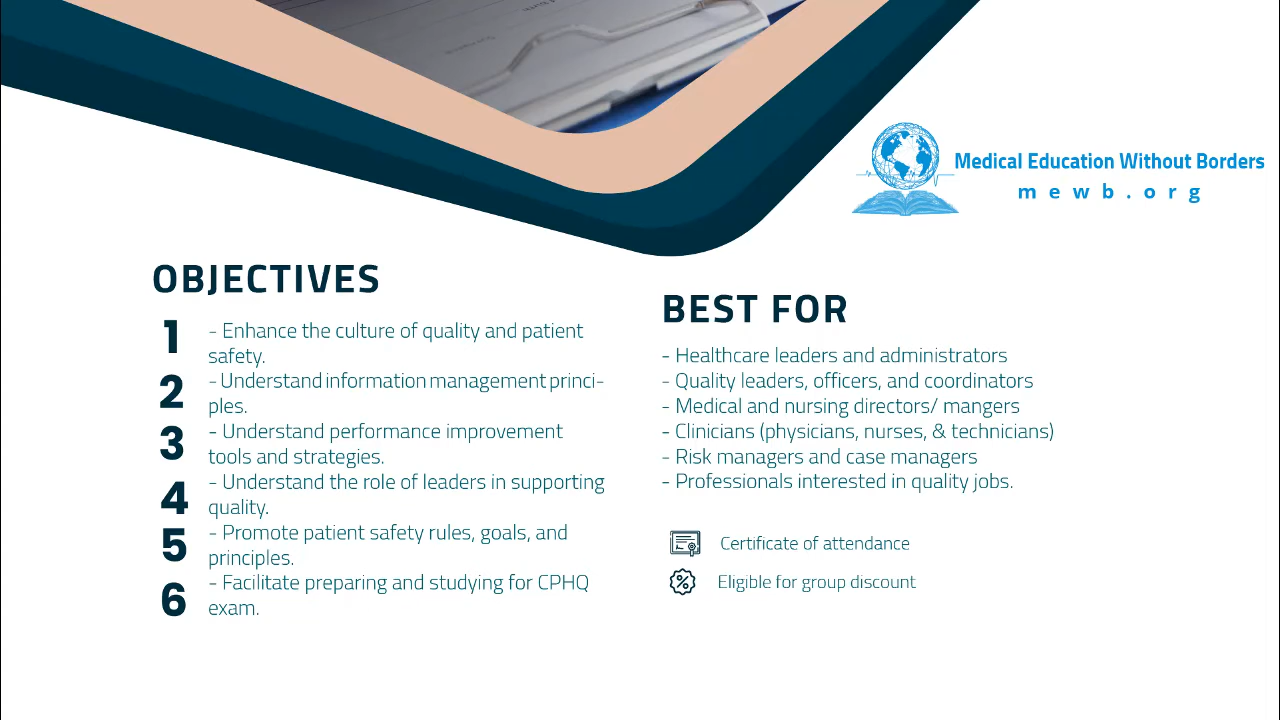 Medical Education Without Borders
mewb.org
OBJECTIVES
1 - Enhance the culture of quality and patient
safety.
2 - Understand information management princi-
ples.
3 - Understand performance improvement
tools and strategies.
4 - Understand the role of leaders in supporting
quality.
5 - Promote patient safety rules, goals, and
principles.
6 - Facilitate preparing and studying for CPHQ
exam.
BEST FOR
- Healthcare leaders and administrators
- Quality leaders, officers, and coordinators
- Medical and nursing directors/ mangers
- Clinicians (physicians, nurses, & technicians)
- Risk managers and case managers
- Professionals interested in quality jobs.
Certificate of attendance
% Eligible for group discount